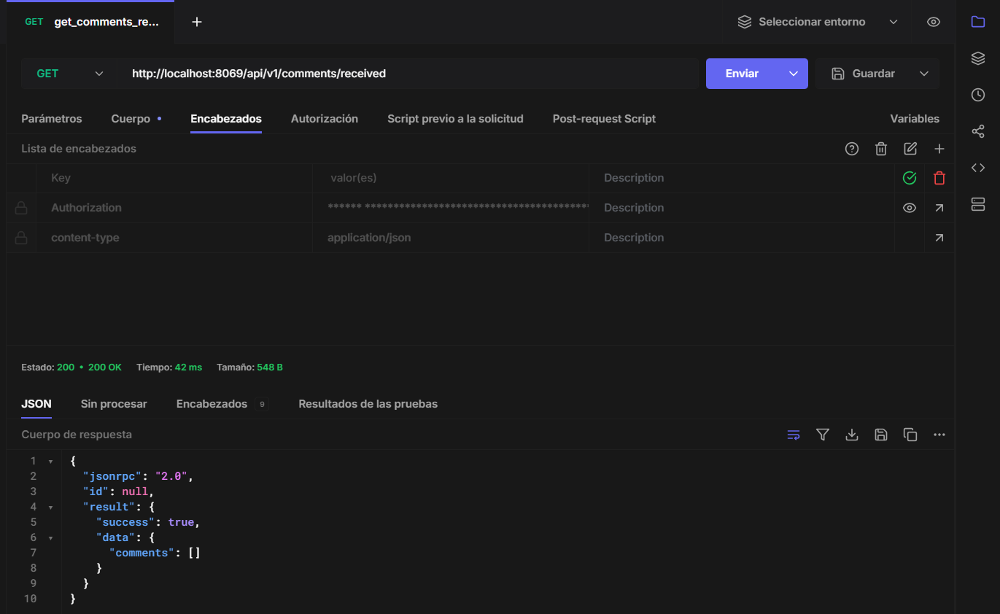 GET get_comments_re... + Seleccionar entorno
GET http://localhost:8069/api/v1/comments/received Enviar Guardar
Parámetros Cuerpo • Encabezados Autorización Script previo a la solicitud Post-request Script Variables
Lista de encabezados
Key valor(es) Description
Authorization ****** **************************************** Description
content-type application/json Description
Estado: 200 • 200 OK Tiempo: 42 ms Tamaño: 548 B
JSON Sin procesar Encabezados 9 Resultados de las pruebas
Cuerpo de respuesta
1 {
2 "jsonrpc": "2.0",
3 "id": null,
4 "result": {
5 "success": true,
6 "data": {
7 "comments": []
8 }
9 }
10 }